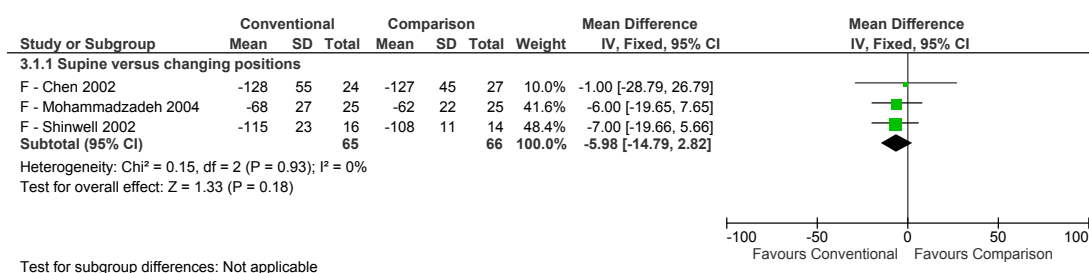 Conventional Comparison Mean Difference Mean Difference
Study or Subgroup Mean SD Total Mean SD Total Weight IV, Fixed, 95% CI IV, Fixed, 95% CI
3.1.1 Supine versus changing positions
F - Chen 2002 -128 55 24 -127 45 27 10.0% -1.00 [-28.79, 26.79]
F - Mohammadzadeh 2004 -68 27 25 -62 22 25 41.6% -6.00 [-19.65, 7.65]
F - Shinwell 2002 -115 23 16 -108 11 14 48.4% -7.00 [-19.66, 5.66]
Subtotal (95% CI) 65 66 100.0% -5.98 [-14.79, 2.82]
Heterogeneity: Chi² = 0.15, df = 2 (P = 0.93); I² = 0%
Test for overall effect: Z = 1.33 (P = 0.18)
-100 -50 0 50 100
Favours Conventional Favours Comparison
Test for subgroup differences: Not applicable